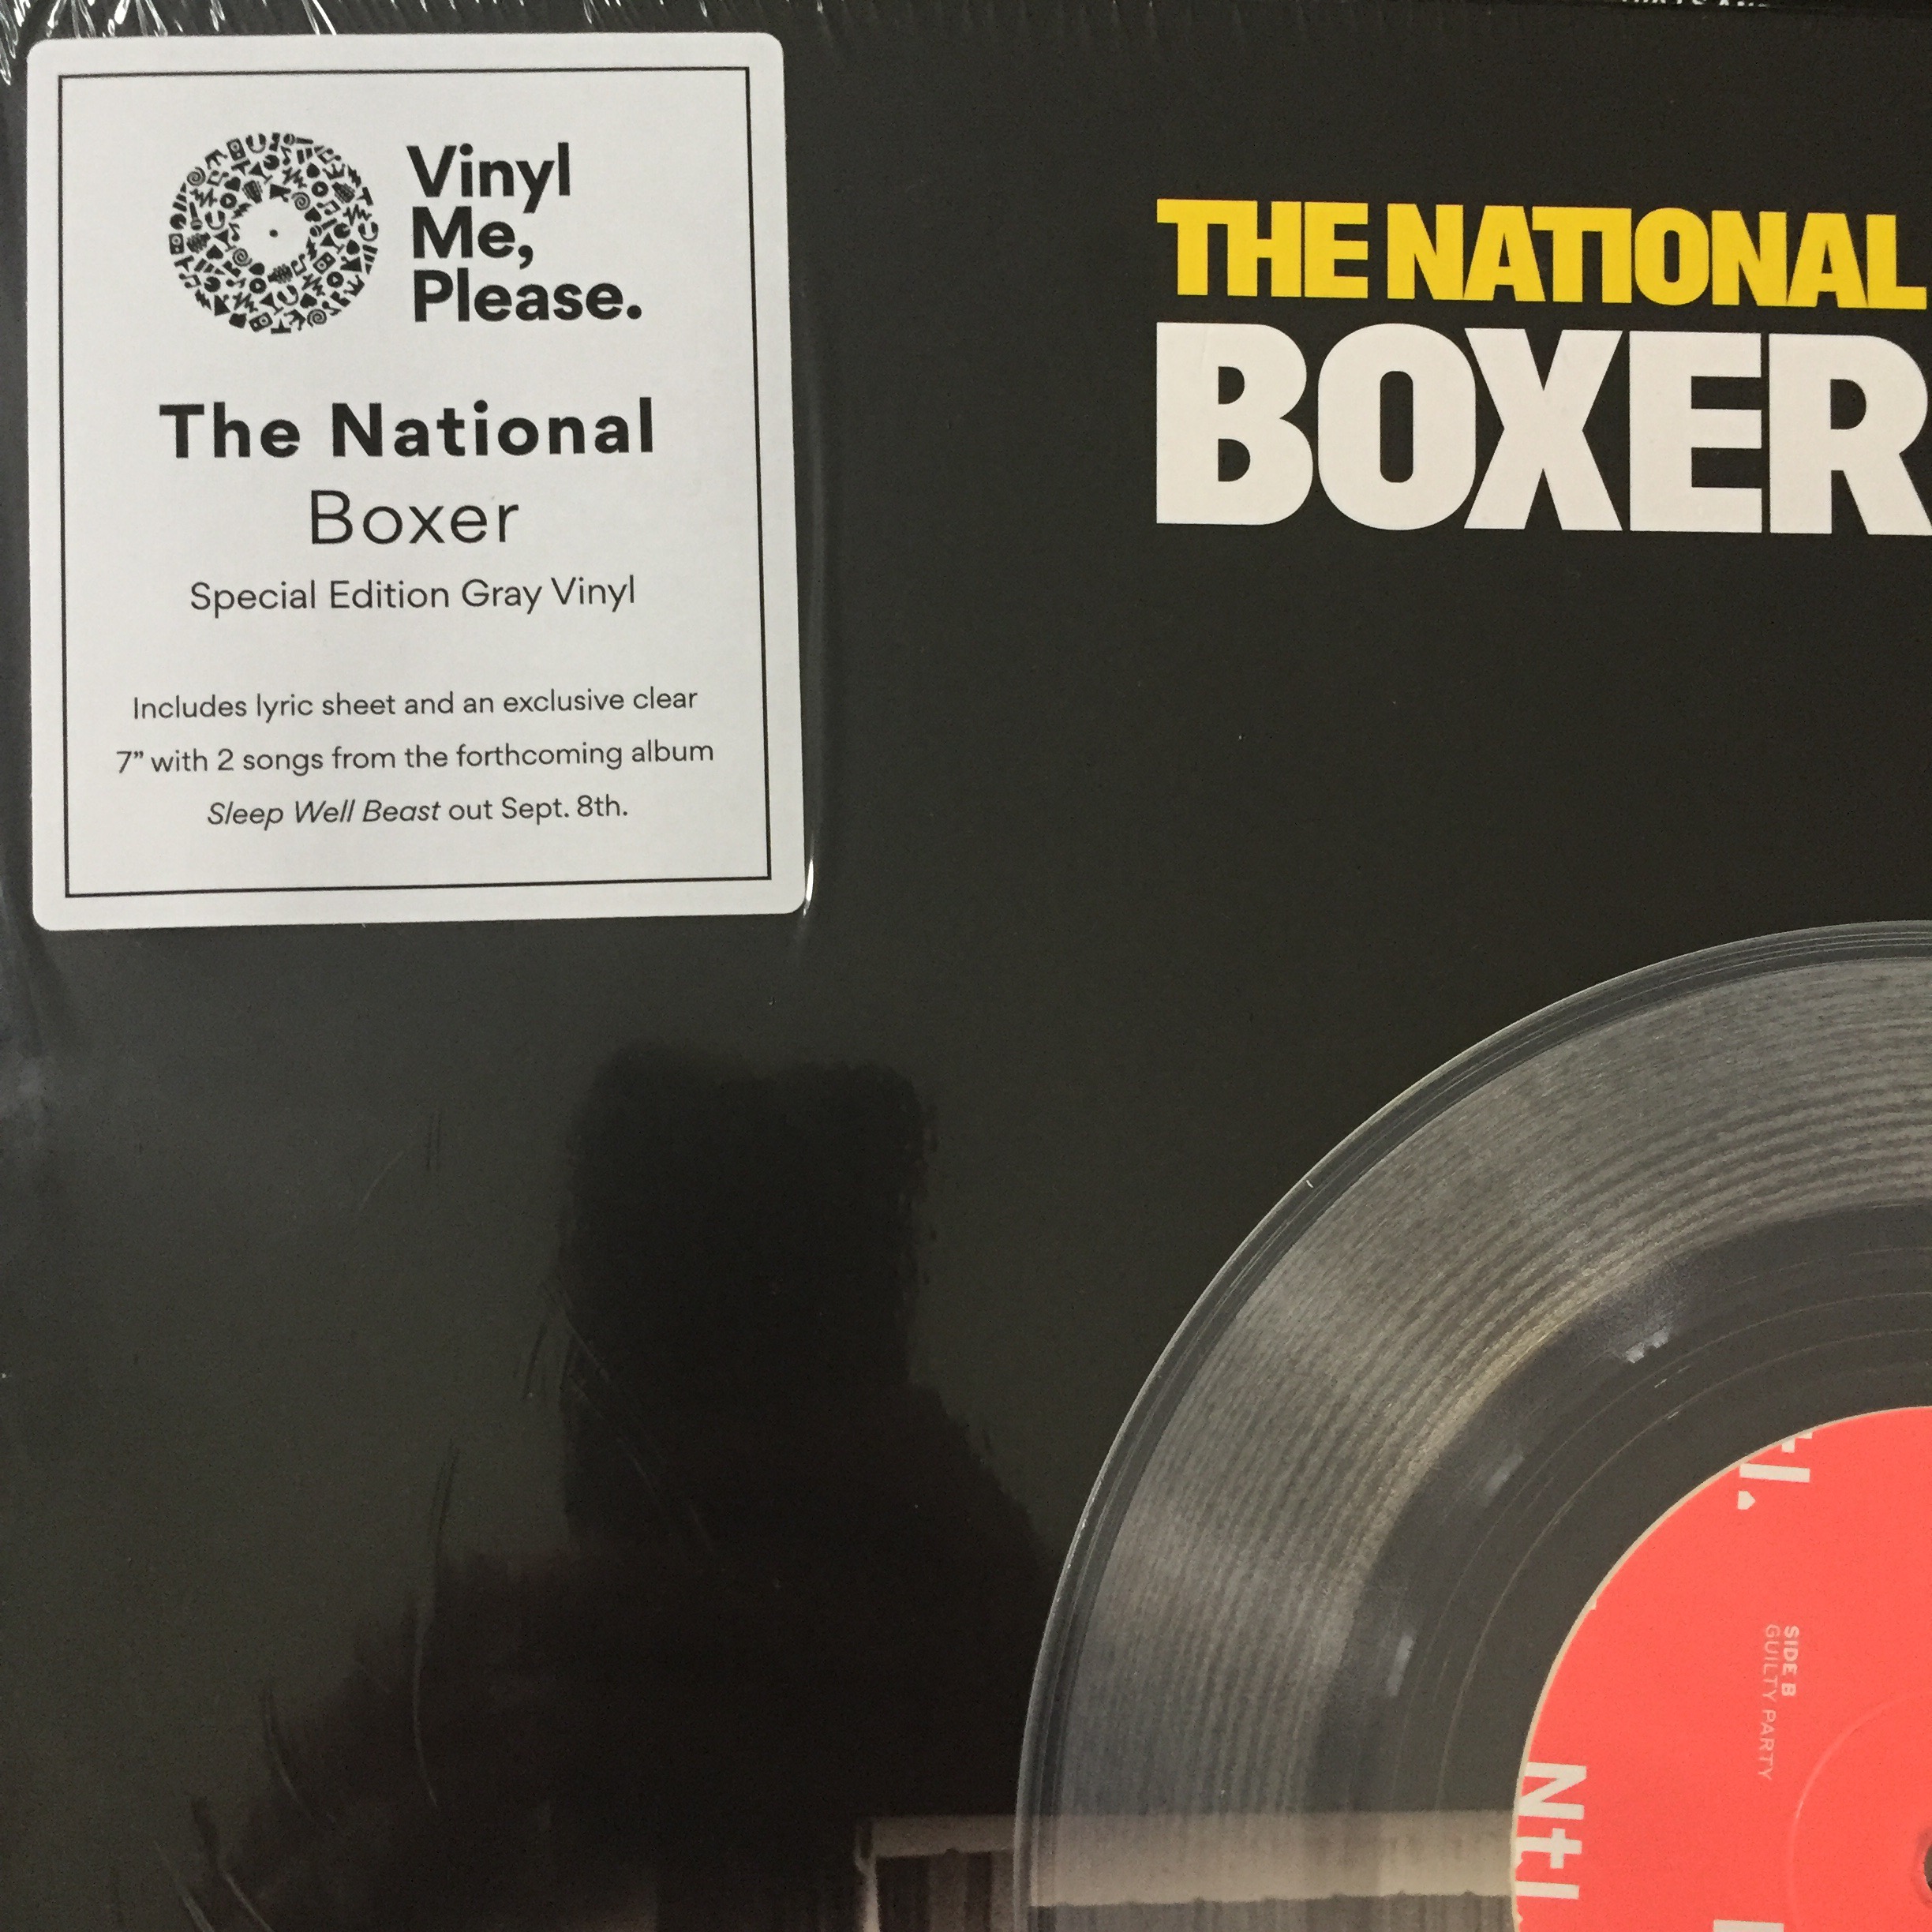 Vinyl
Me,
Please.
The National
Boxer
Special Edition Gray Vinyl
Includes lyric sheet and an exclusive clear
7” with 2 songs from the forthcoming album
Sleep Well Beast out Sept. 8th.
THE NATIONAL
BOXER
SIDE B
GUILTY PARTY
Ntl